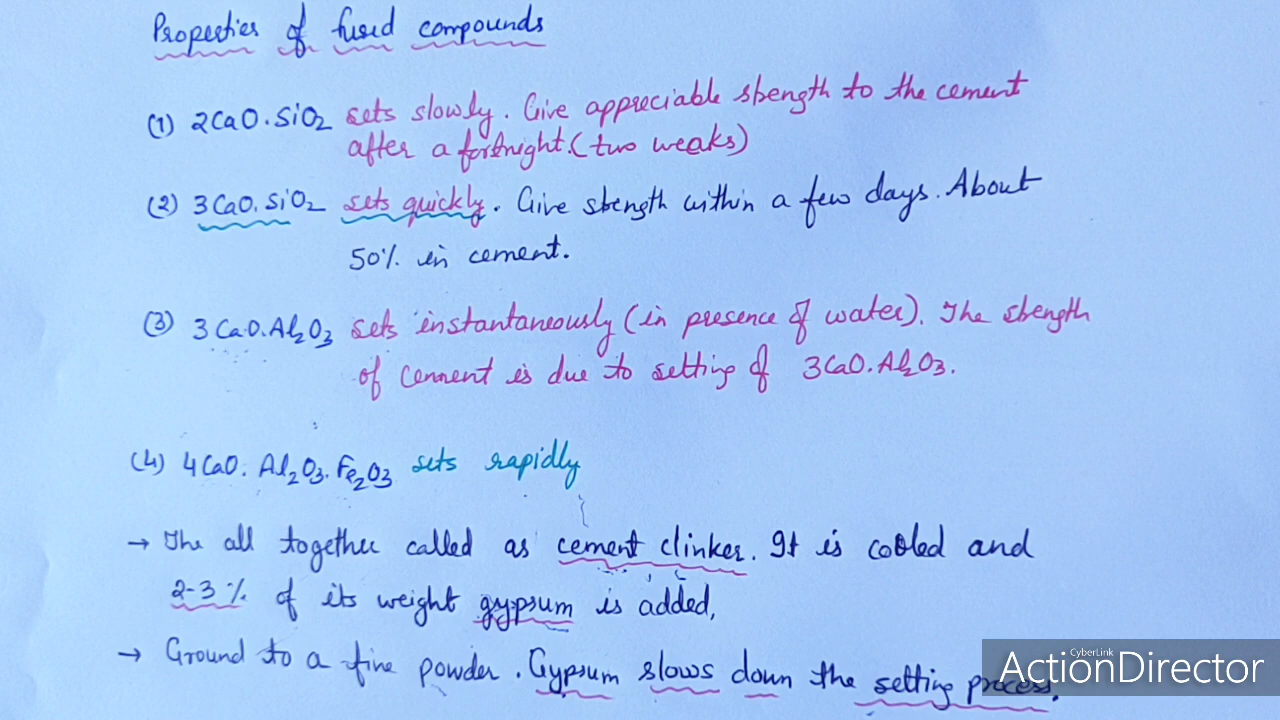 Properties of fused compounds
(1) 2CaO.SiO2 sets slowly. Give appreciable strength to the cement
after a fortnight.(two weaks)
(2) 3CaO.SiO2 sets quickly. Give strength within a few days. About
50% in cement.
(3) 3CaO.Al2O3 sets instantaneously (in presence of water). The strength
of cement is due to setting of 3CaO.Al2O3.
(4) 4CaO.Al2O3.Fe2O3 sets rapidly
→ The all together called as cement clinker. It is cooled and
2-3% of its weight gypsum is added,
→ Ground to a fine powder. Gypsum slows down the setting process.
CyberLink
ActionDirector